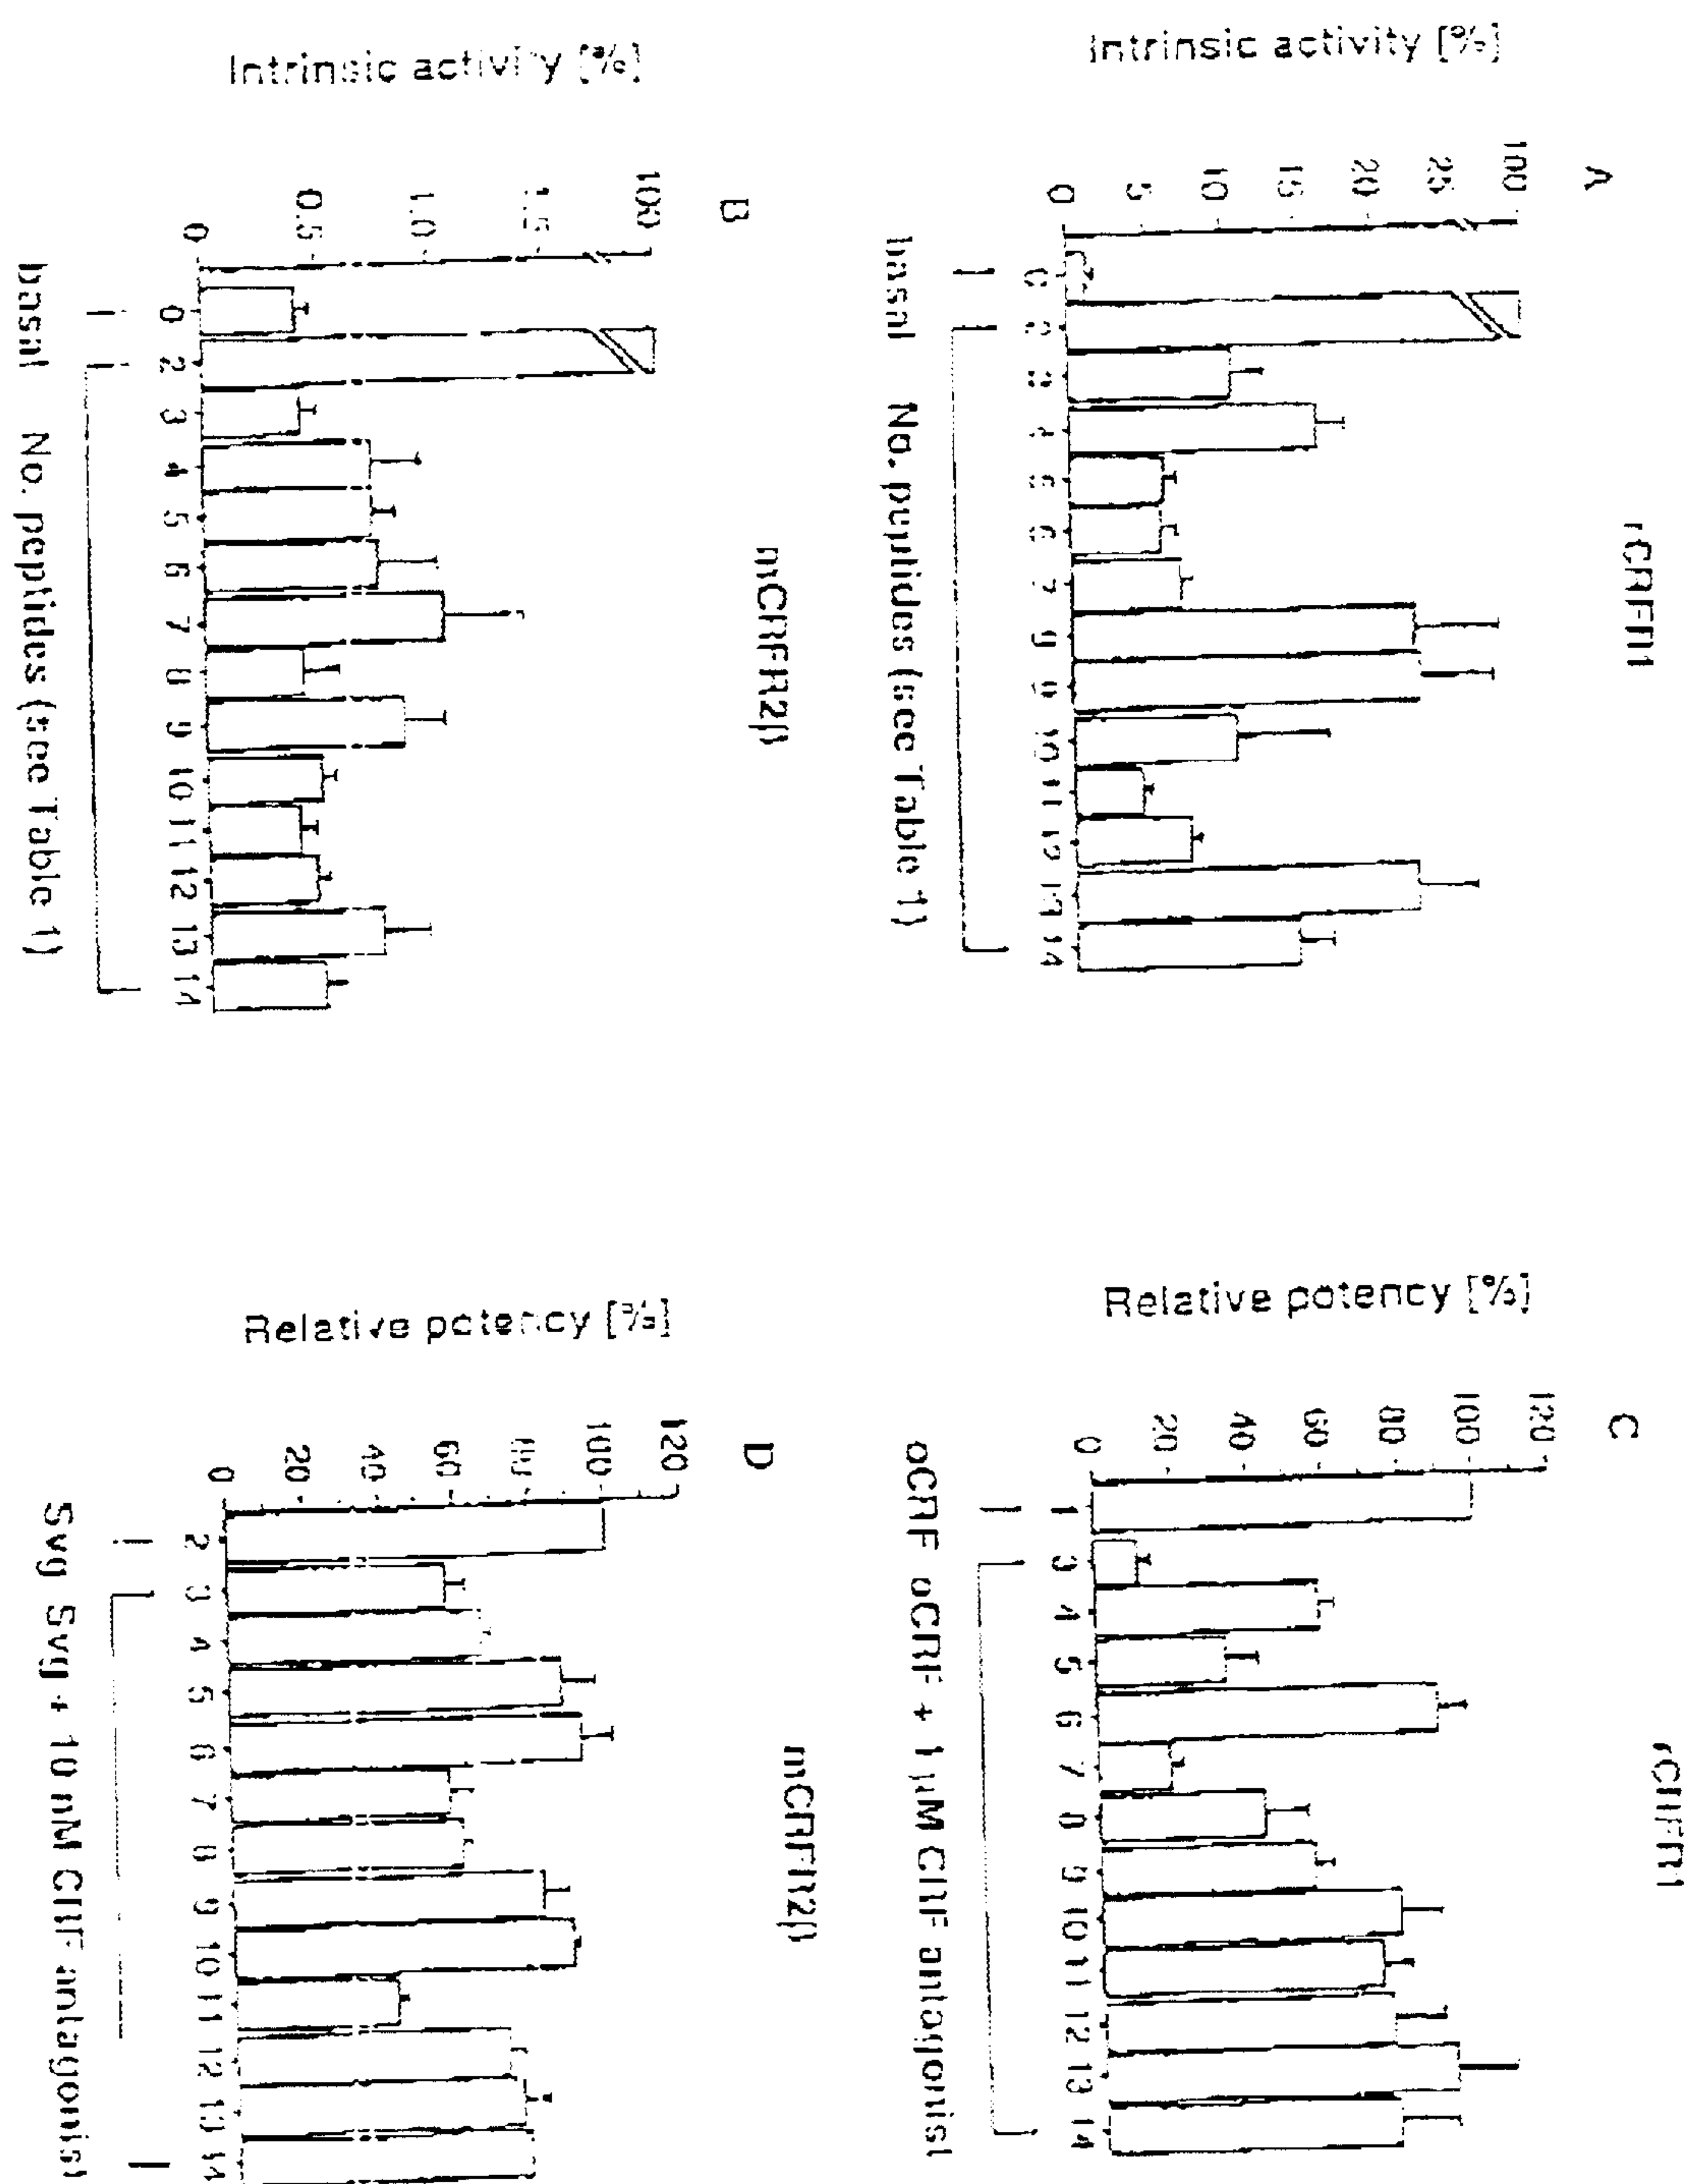 A
rCRFR1
Intrinsic activity [%]
100
25
20
15
10
5
0
0 2 3 4 5 6 7 8 9 10 11 12 13 14
basal No. peptides (see Table 1)
B
mCRFR2β
Intrinsic activity [%]
100
1.5
1.0
0.5
0
0 2 3 4 5 6 7 8 9 10 11 12 13 14
basal No. peptides (see Table 1)
C
rCRFR1
Relative potency [%]
120
100
80
60
40
20
0
1 3 4 5 6 7 8 9 10 11 12 13 14
oCRF oCRF + 1 µM CRF antagonist
D
mCRFR2β
Relative potency [%]
120
100
80
60
40
20
0
2 3 4 5 6 7 8 9 10 11 12 13 14
Svg Svg + 10 nM CRF antagonist